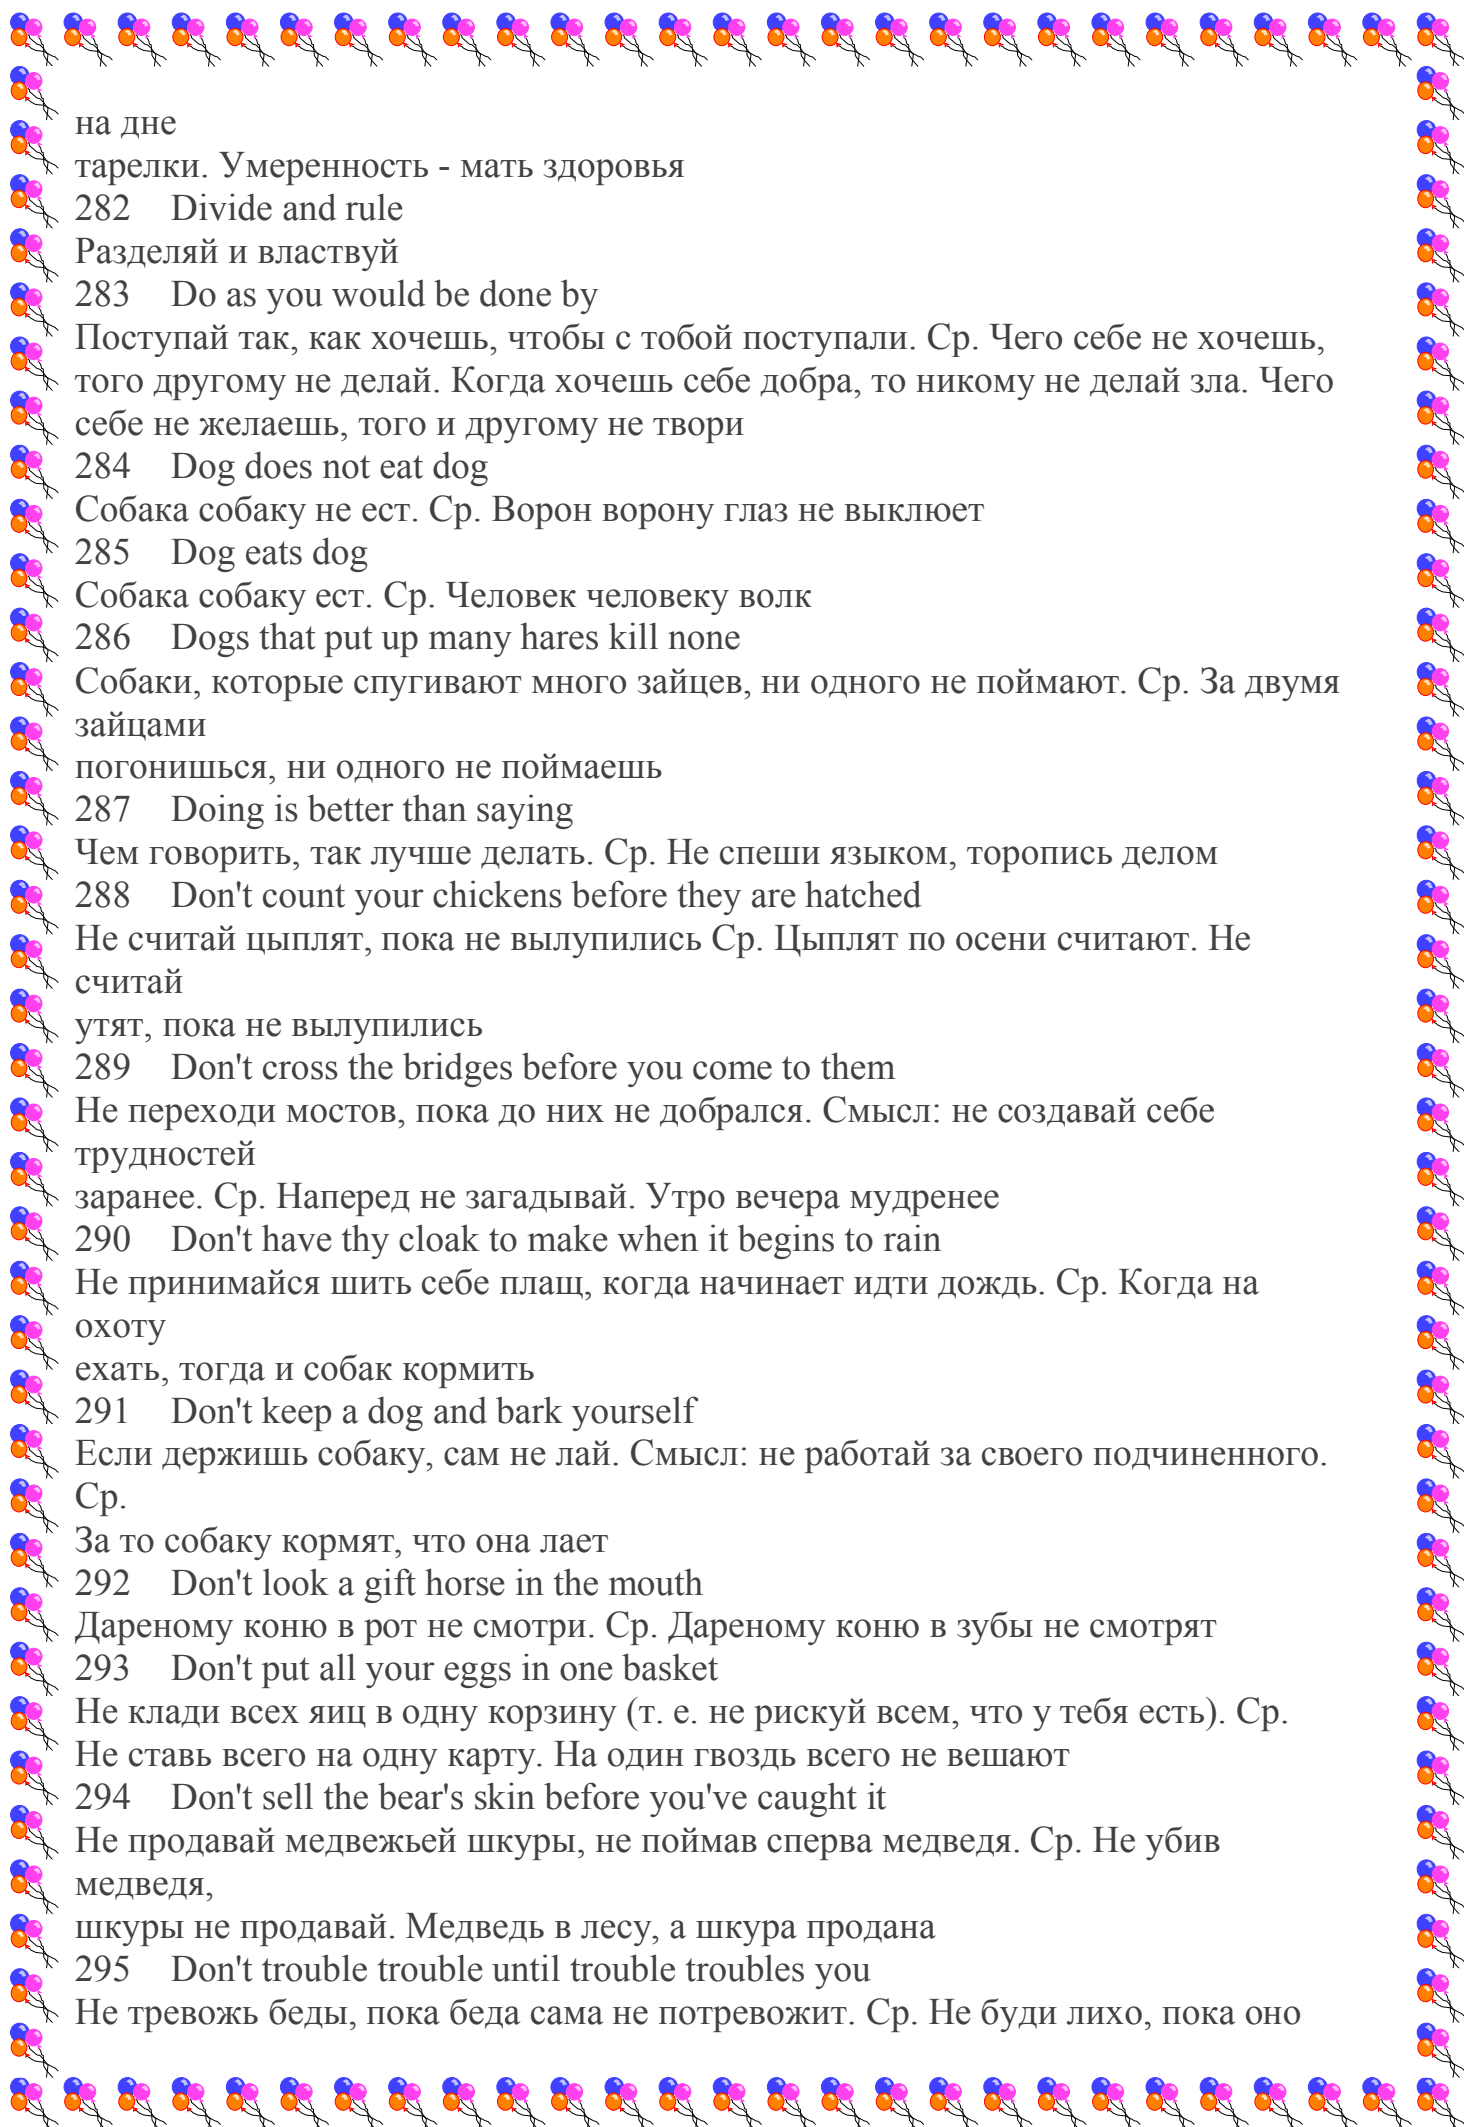 на дне
тарелки. Умеренность - мать здоровья
282 Divide and rule
Разделяй и властвуй
283 Do as you would be done by
Поступай так, как хочешь, чтобы с тобой поступали. Ср. Чего себе не хочешь,
того другому не делай. Когда хочешь себе добра, то никому не делай зла. Чего
себе не желаешь, того и другому не твори
284 Dog does not eat dog
Собака собаку не ест. Ср. Ворон ворону глаз не выклюет
285 Dog eats dog
Собака собаку ест. Ср. Человек человеку волк
286 Dogs that put up many hares kill none
Собаки, которые спугивают много зайцев, ни одного не поймают. Ср. За двумя
зайцами
погонишься, ни одного не поймаешь
287 Doing is better than saying
Чем говорить, так лучше делать. Ср. Не спеши языком, торопись делом
288 Don't count your chickens before they are hatched
Не считай цыплят, пока не вылупились Ср. Цыплят по осени считают. Не
считай
утят, пока не вылупились
289 Don't cross the bridges before you come to them
Не переходи мостов, пока до них не добрался. Смысл: не создавай себе
трудностей
заранее. Ср. Наперед не загадывай. Утро вечера мудренее
290 Don't have thy cloak to make when it begins to rain
Не принимайся шить себе плащ, когда начинает идти дождь. Ср. Когда на
охоту
ехать, тогда и собак кормить
291 Don't keep a dog and bark yourself
Если держишь собаку, сам не лай. Смысл: не работай за своего подчиненного.
Ср.
За то собаку кормят, что она лает
292 Don't look a gift horse in the mouth
Дареному коню в рот не смотри. Ср. Дареному коню в зубы не смотрят
293 Don't put all your eggs in one basket
Не клади всех яиц в одну корзину (т. е. не рискуй всем, что у тебя есть). Ср.
Не ставь всего на одну карту. На один гвоздь всего не вешают
294 Don't sell the bear's skin before you've caught it
Не продавай медвежьей шкуры, не поймав сперва медведя. Ср. Не убив
медведя,
шкуры не продавай. Медведь в лесу, а шкура продана
295 Don't trouble trouble until trouble troubles you
Не тревожь беды, пока беда сама не потревожит. Ср. Не буди лихо, пока оно